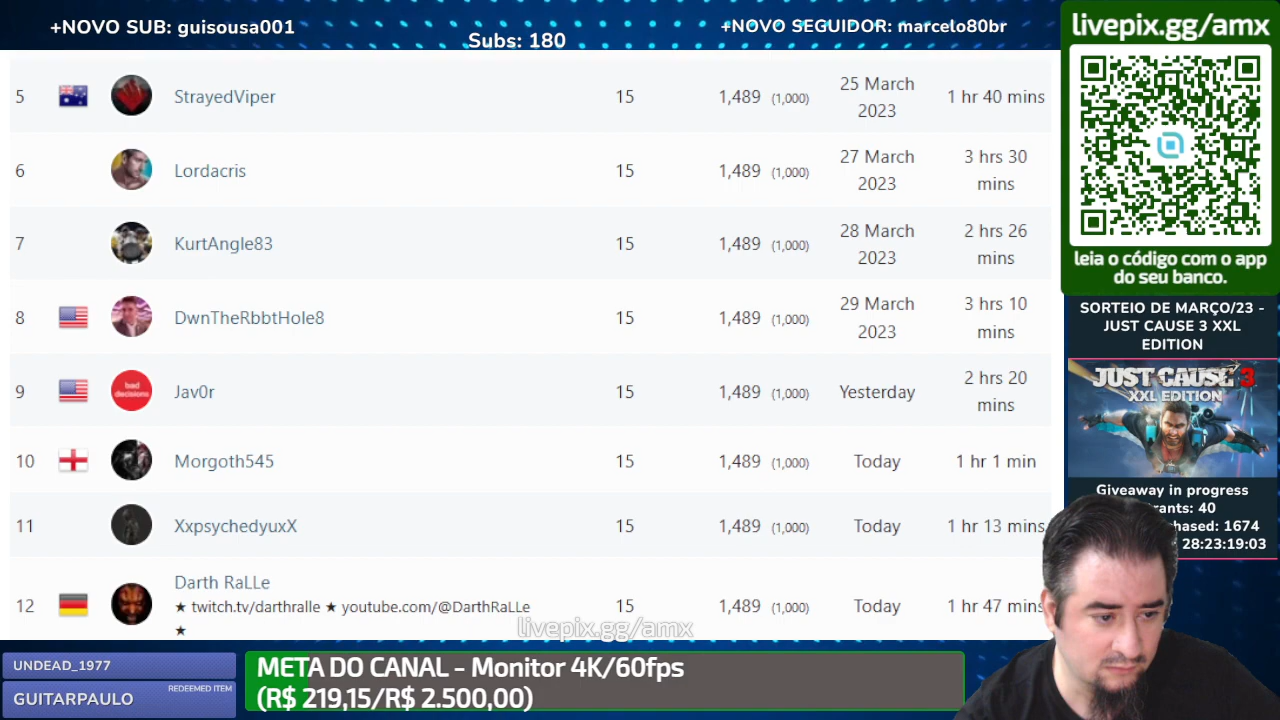 +NOVO SUB: guisousa001
Subs: 180
+NOVO SEGUIDOR: marcelo80br
livepix.gg/amx
leia o código com o app
do seu banco.
5 StrayedViper 15 1,489 (1,000) 25 March 2023 1 hr 40 mins
6 Lordacris 15 1,489 (1,000) 27 March 2023 3 hrs 30 mins
7 KurtAngle83 15 1,489 (1,000) 28 March 2023 2 hrs 26 mins
8 DwnTheRbbtHole8 15 1,489 (1,000) 29 March 2023 3 hrs 10 mins
9 bad decisions Jav0r 15 1,489 (1,000) Yesterday 2 hrs 20 mins
10 Morgoth545 15 1,489 (1,000) Today 1 hr 1 min
11 XxpsychedyuxX 15 1,489 (1,000) Today 1 hr 13 mins
12 Darth RaLLe 15 1,489 (1,000) Today 1 hr 47 mins
★ twitch.tv/darthralle ★ youtube.com/@DarthRaLLe
★
livepix.gg/amx
SORTEIO DE MARÇO/23 -
JUST CAUSE 3 XXL
EDITION
JUST CAUSE 3
XXL EDITION
Giveaway in progress
rants: 40
hased: 1674
28:23:19:03
UNDEAD_1977
GUITARPAULO
REDEEMED ITEM
META DO CANAL - Monitor 4K/60fps
(R$ 219,15/R$ 2.500,00)